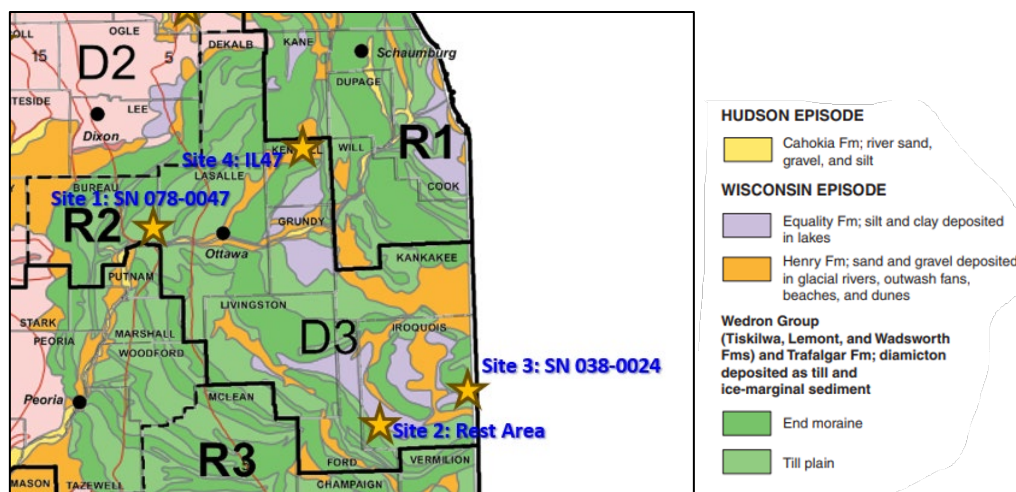 OGLE
DEKALB
KANE
OLL
15
5
D2
Schaumburg
DUPAGE
TESIDE
LEE
Dixon
R1
KENDALL
WILL
Site 4: IL47
LASALLE
BUREAU
COOK
Site 1: SN 078-0047
R2
GRUNDY
Ottawa
KANKAKEE
PUTNAM
LIVINGSTON
STARK
D3
IROQUOIS
PEORIA
MARSHALL
WOODFORD
Site 3: SN 038-0024
MCLEAN
Peoria
Site 2: Rest Area
R3
FORD
VERMILION
MASON
TAZEWELL
CHAMPAIGN
HUDSON EPISODE
Cahokia Fm; river sand,
gravel, and silt
WISCONSIN EPISODE
Equality Fm; silt and clay deposited
in lakes
Henry Fm; sand and gravel deposited
in glacial rivers, outwash fans,
beaches, and dunes
Wedron Group
(Tiskilwa, Lemont, and Wadsworth
Fms) and Trafalgar Fm; diamicton
deposited as till and
ice-marginal sediment
End moraine
Till plain